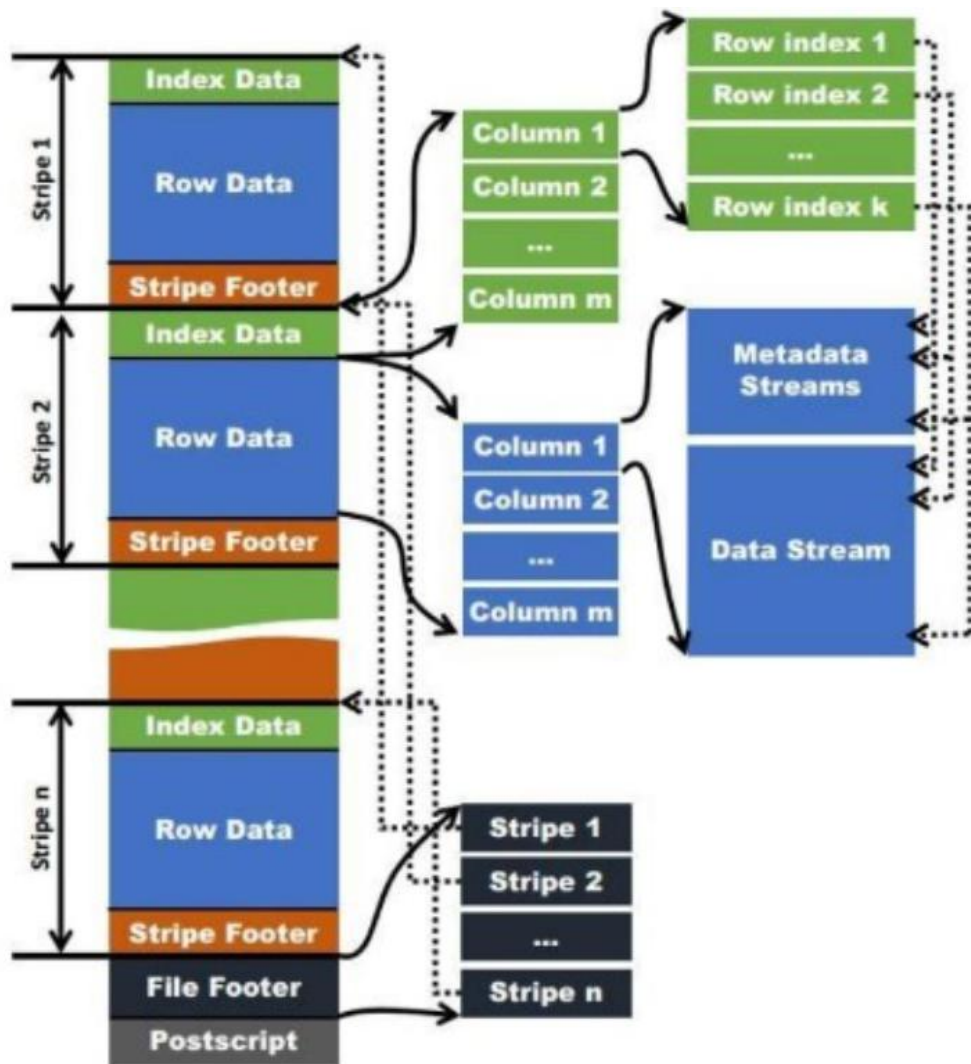 Stripe 1
Index Data
Row Data
Stripe Footer
Stripe 2
Index Data
Row Data
Stripe Footer
Stripe n
Index Data
Row Data
Stripe Footer
File Footer
Postscript
Column 1
Column 2
...
Column m
Row index 1
Row index 2
...
Row index k
Column 1
Column 2
...
Column m
Metadata
Streams
Data Stream
Stripe 1
Stripe 2
...
Stripe n